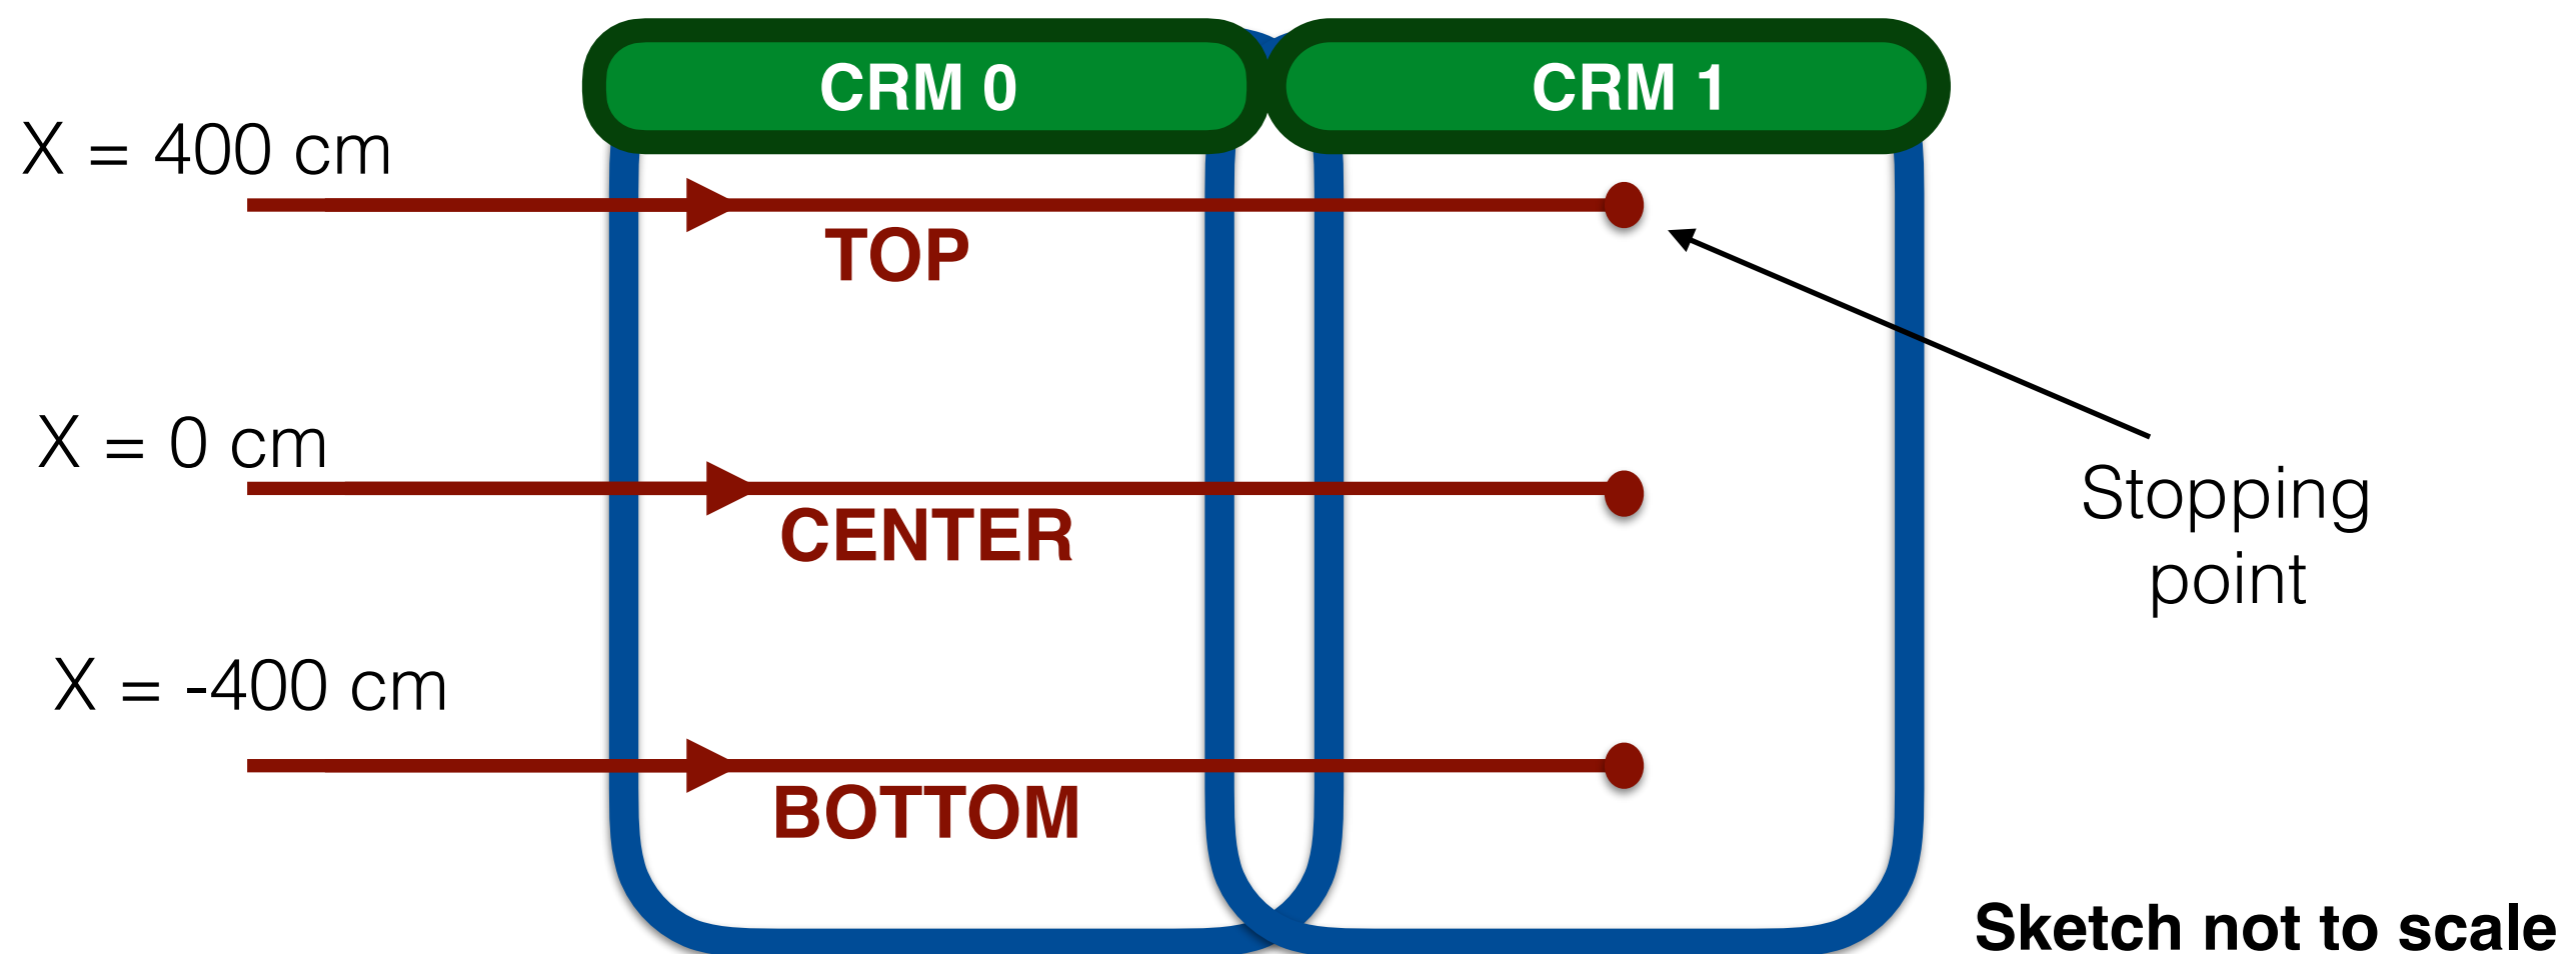 CRM 0
CRM 1
X = 400 cm
TOP
X = 0 cm
CENTER
Stopping
point
X = -400 cm
BOTTOM
Sketch not to scale